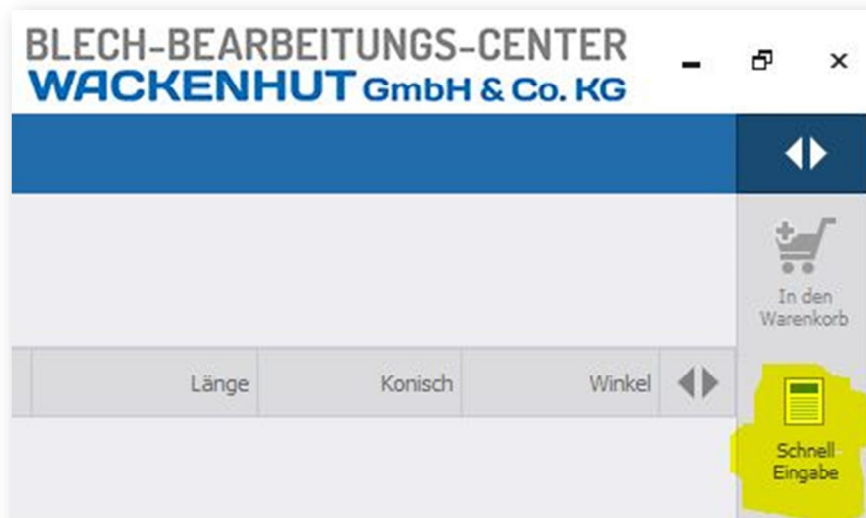 BLECH-BEARBEITUNGS-CENTER
WACKENHUT GmbH & Co. KG
In den
Warenkorb
Länge Konisch Winkel
Schnell
Eingabe